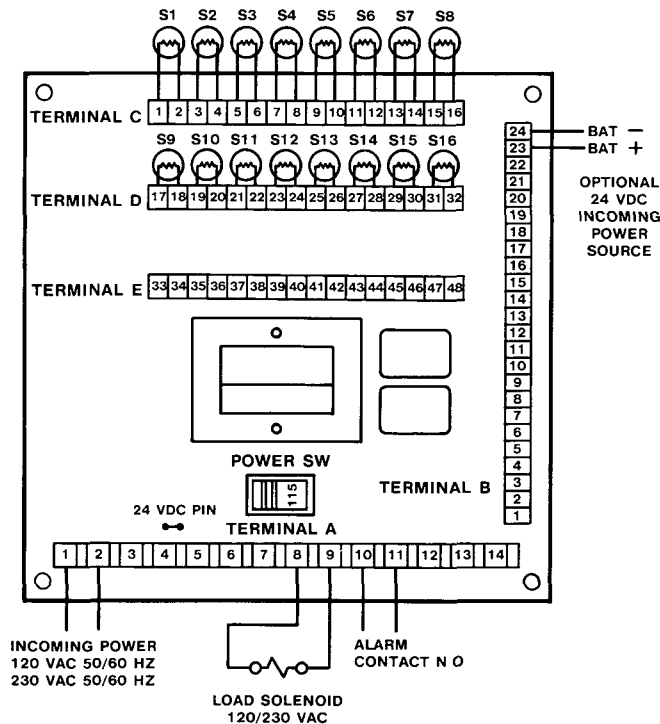 S1 S2 S3 S4 S5 S6 S7 S8
TERMINAL C 1 2 3 4 5 6 7 8 9 10 11 12 13 14 15 16
S9 S10 S11 S12 S13 S14 S15 S16
TERMINAL D 17 18 19 20 21 22 23 24 25 26 27 28 29 30 31 32
TERMINAL E 33 34 35 36 37 38 39 40 41 42 43 44 45 46 47 48
24 BAT −
23 BAT +
22
21
20
19
18
17
16
15
14
13
12
11
10
9
8
7
6
5
4
3
2
1
OPTIONAL
24 VDC
INCOMING
POWER
SOURCE
TERMINAL B
POWER SW
115
24 VDC PIN
TERMINAL A
1 2 3 4 5 6 7 8 9 10 11 12 13 14
INCOMING POWER
120 VAC 50/60 HZ
230 VAC 50/60 HZ
LOAD SOLENOID
120/230 VAC
ALARM
CONTACT N O